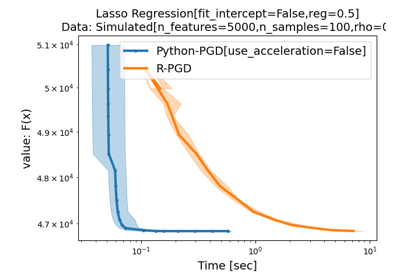 Lasso Regression[fit_intercept=False,reg=0.5]
Data: Simulated[n_features=5000,n_samples=100,rho=0
Python-PGD[use_acceleration=False]
R-PGD
value: F(x)
5.1 × 10⁴
5 × 10⁴
4.9 × 10⁴
4.8 × 10⁴
4.7 × 10⁴
10⁻¹
10⁰
10¹
Time [sec]